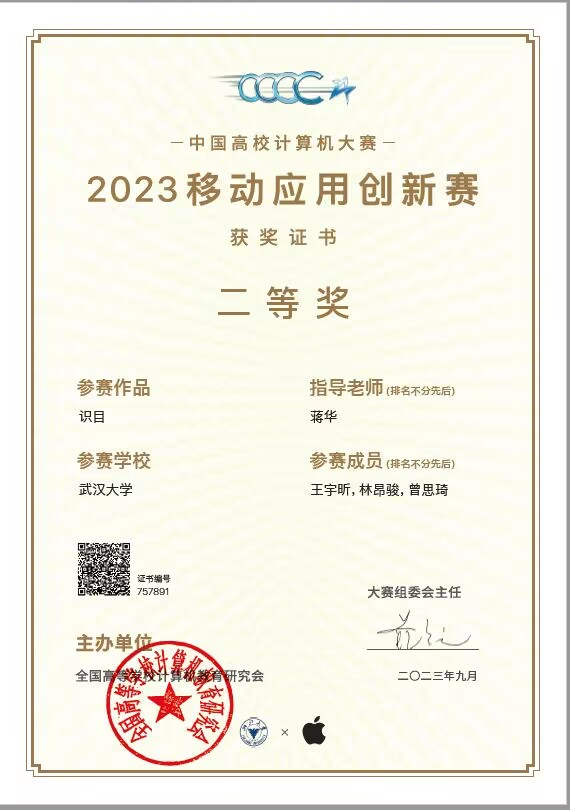 CCCC
中国高校计算机大赛
2023移动应用创新赛
获奖证书
二等奖
参赛作品
识目
指导老师(排名不分先后)
蒋华
参赛学校
武汉大学
参赛成员(排名不分先后)
王宇昕, 林昂骏, 曾思琦
证书编号
757891
大赛组委会主任
主办单位
全国高等学校计算机教育研究会
二〇二三年九月
全国高等学校计算机教育研究会
×